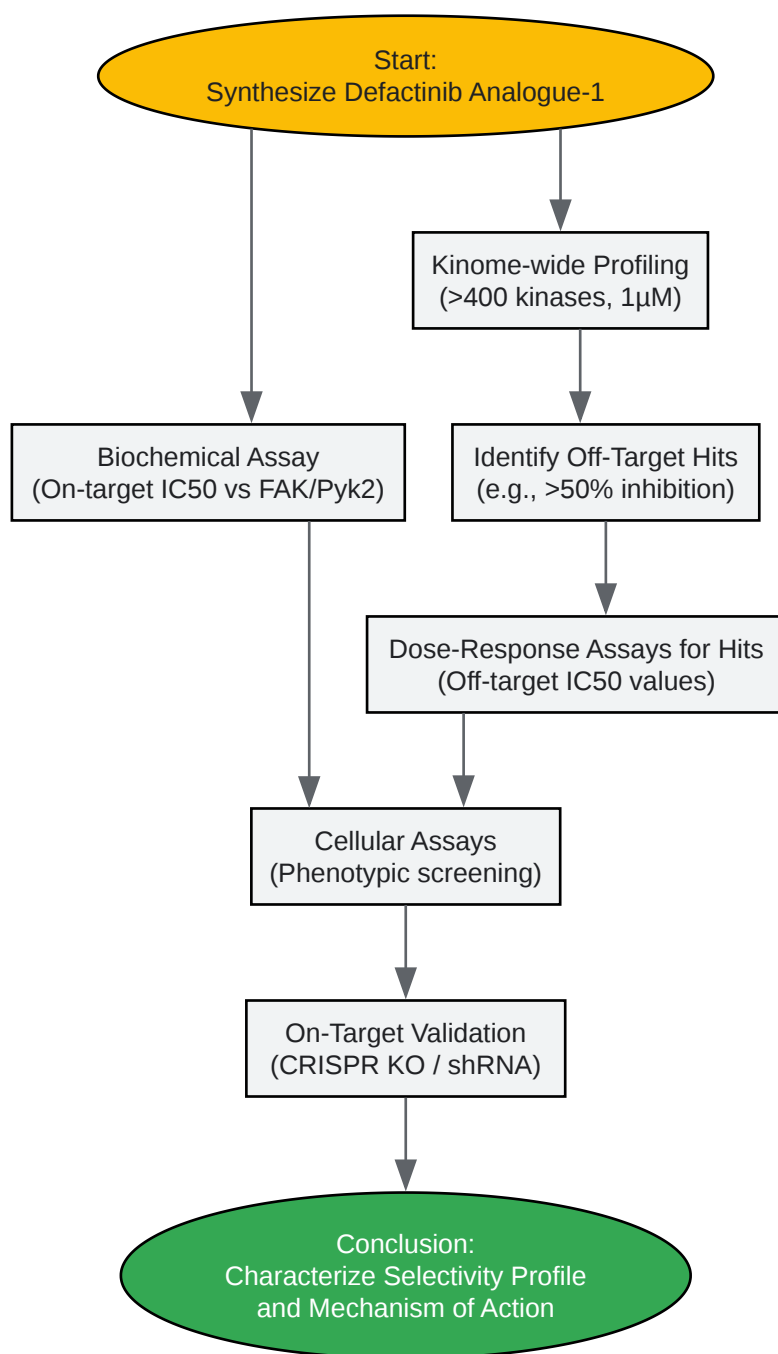 Start:
Synthesize Defactinib Analogue-1
Kinome-wide Profiling
(>400 kinases, 1µM)
Biochemical Assay
(On-target IC50 vs FAK/Pyk2)
Identify Off-Target Hits
(e.g., >50% inhibition)
Dose-Response Assays for Hits
(Off-target IC50 values)
Cellular Assays
(Phenotypic screening)
On-Target Validation
(CRISPR KO / shRNA)
Conclusion:
Characterize Selectivity Profile
and Mechanism of Action